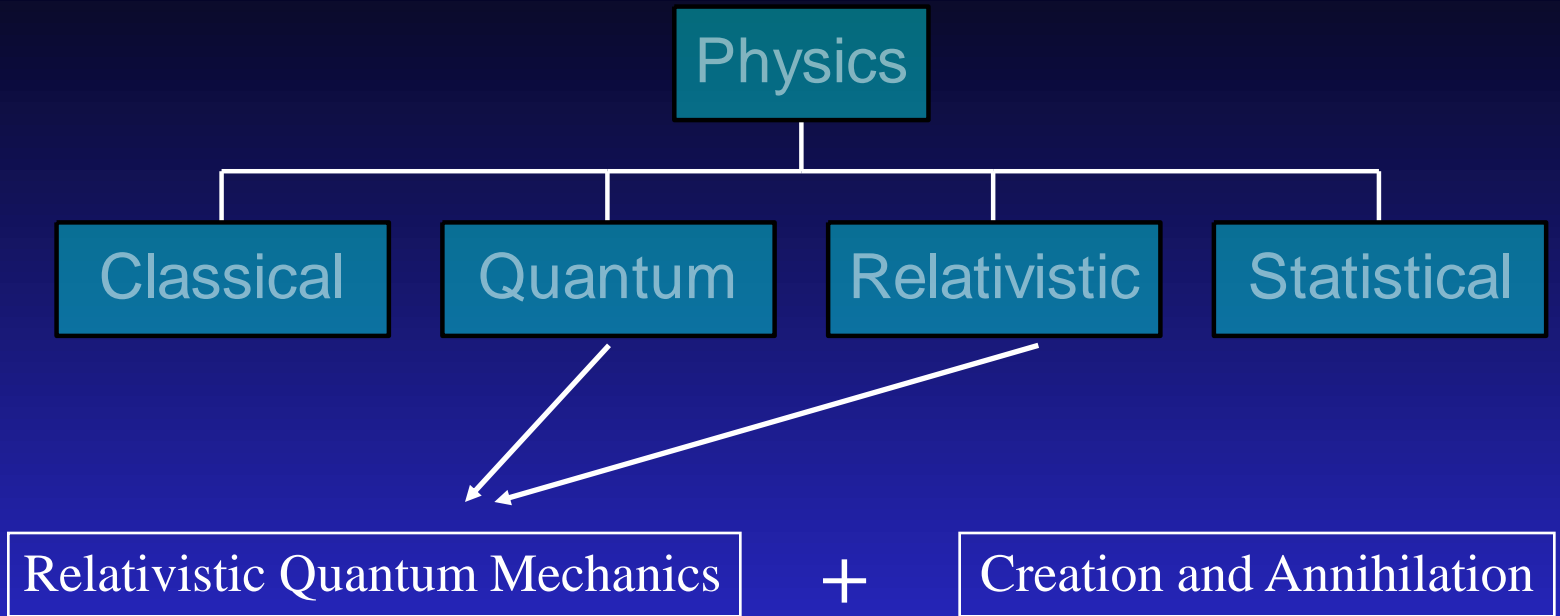 Physics
Classical
Quantum
Relativistic
Statistical
Relativistic Quantum Mechanics
+
Creation and Annihilation